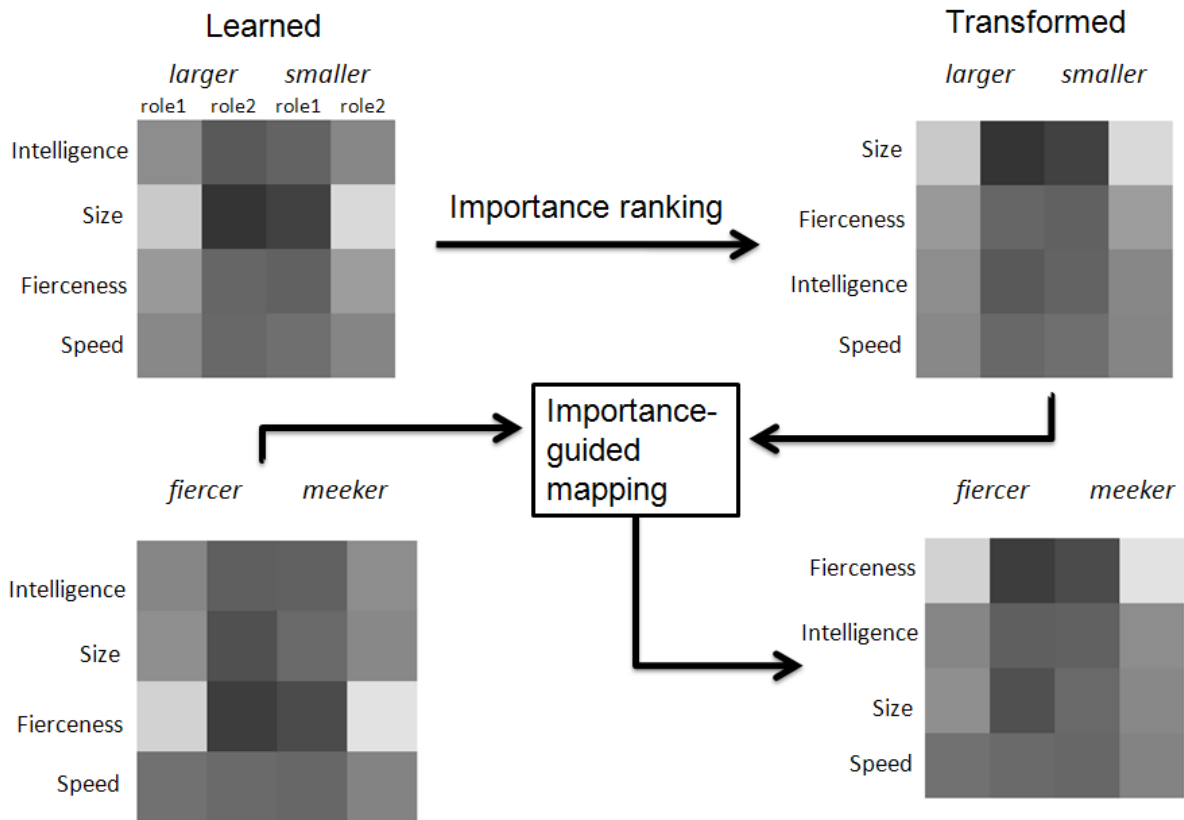 Learned
Transformed
larger smaller
role1 role2 role1 role2
larger smaller
Intelligence
Size
Fierceness
Speed
Importance ranking
Size
Fierceness
Intelligence
Speed
Importance-
guided
mapping
fiercer meeker
Intelligence
Size
Fierceness
Speed
fiercer meeker
Fierceness
Intelligence
Size
Speed